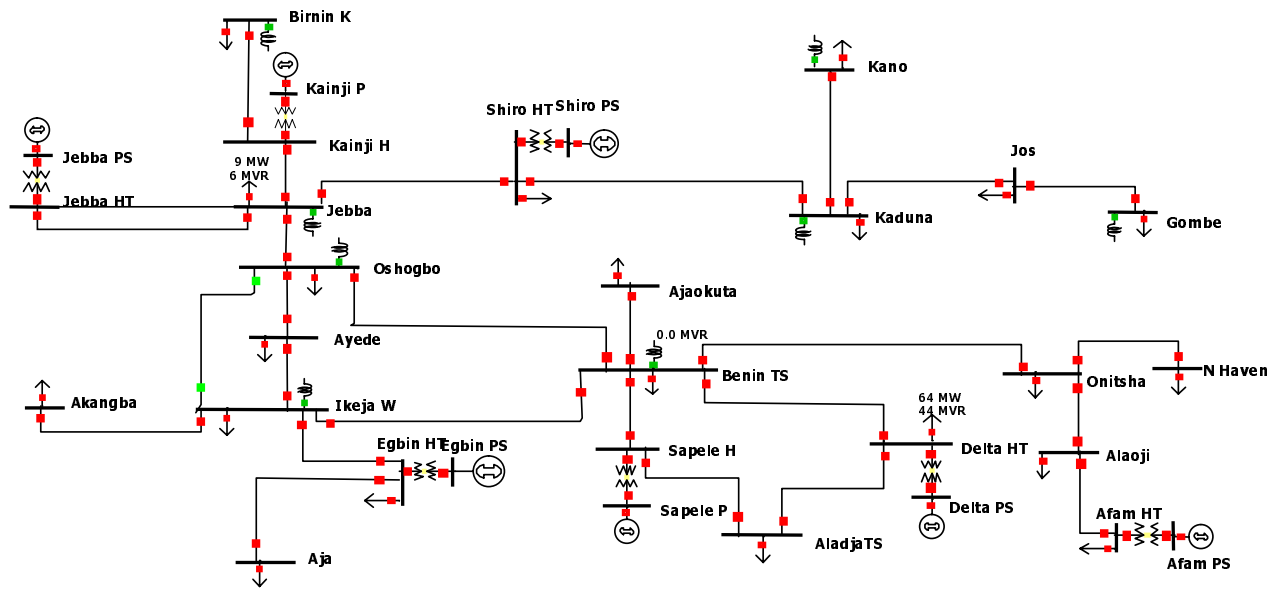 Birnin K
Kainji P
Kainji H
Jebba PS
Jebba HT
9 MW
6 MVR
Jebba
Shiro HT
Shiro PS
Kano
Jos
Kaduna
Gombe
Oshogbo
Ayede
Ajaokuta
0.0 MVR
Benin TS
Onitsha
N Haven
Akangba
Ikeja W
64 MW
44 MVR
Egbin HT
Egbin PS
Sapele H
Delta HT
Alaoji
Sapele P
Delta PS
AladjaTS
Afam HT
Afam PS
Aja